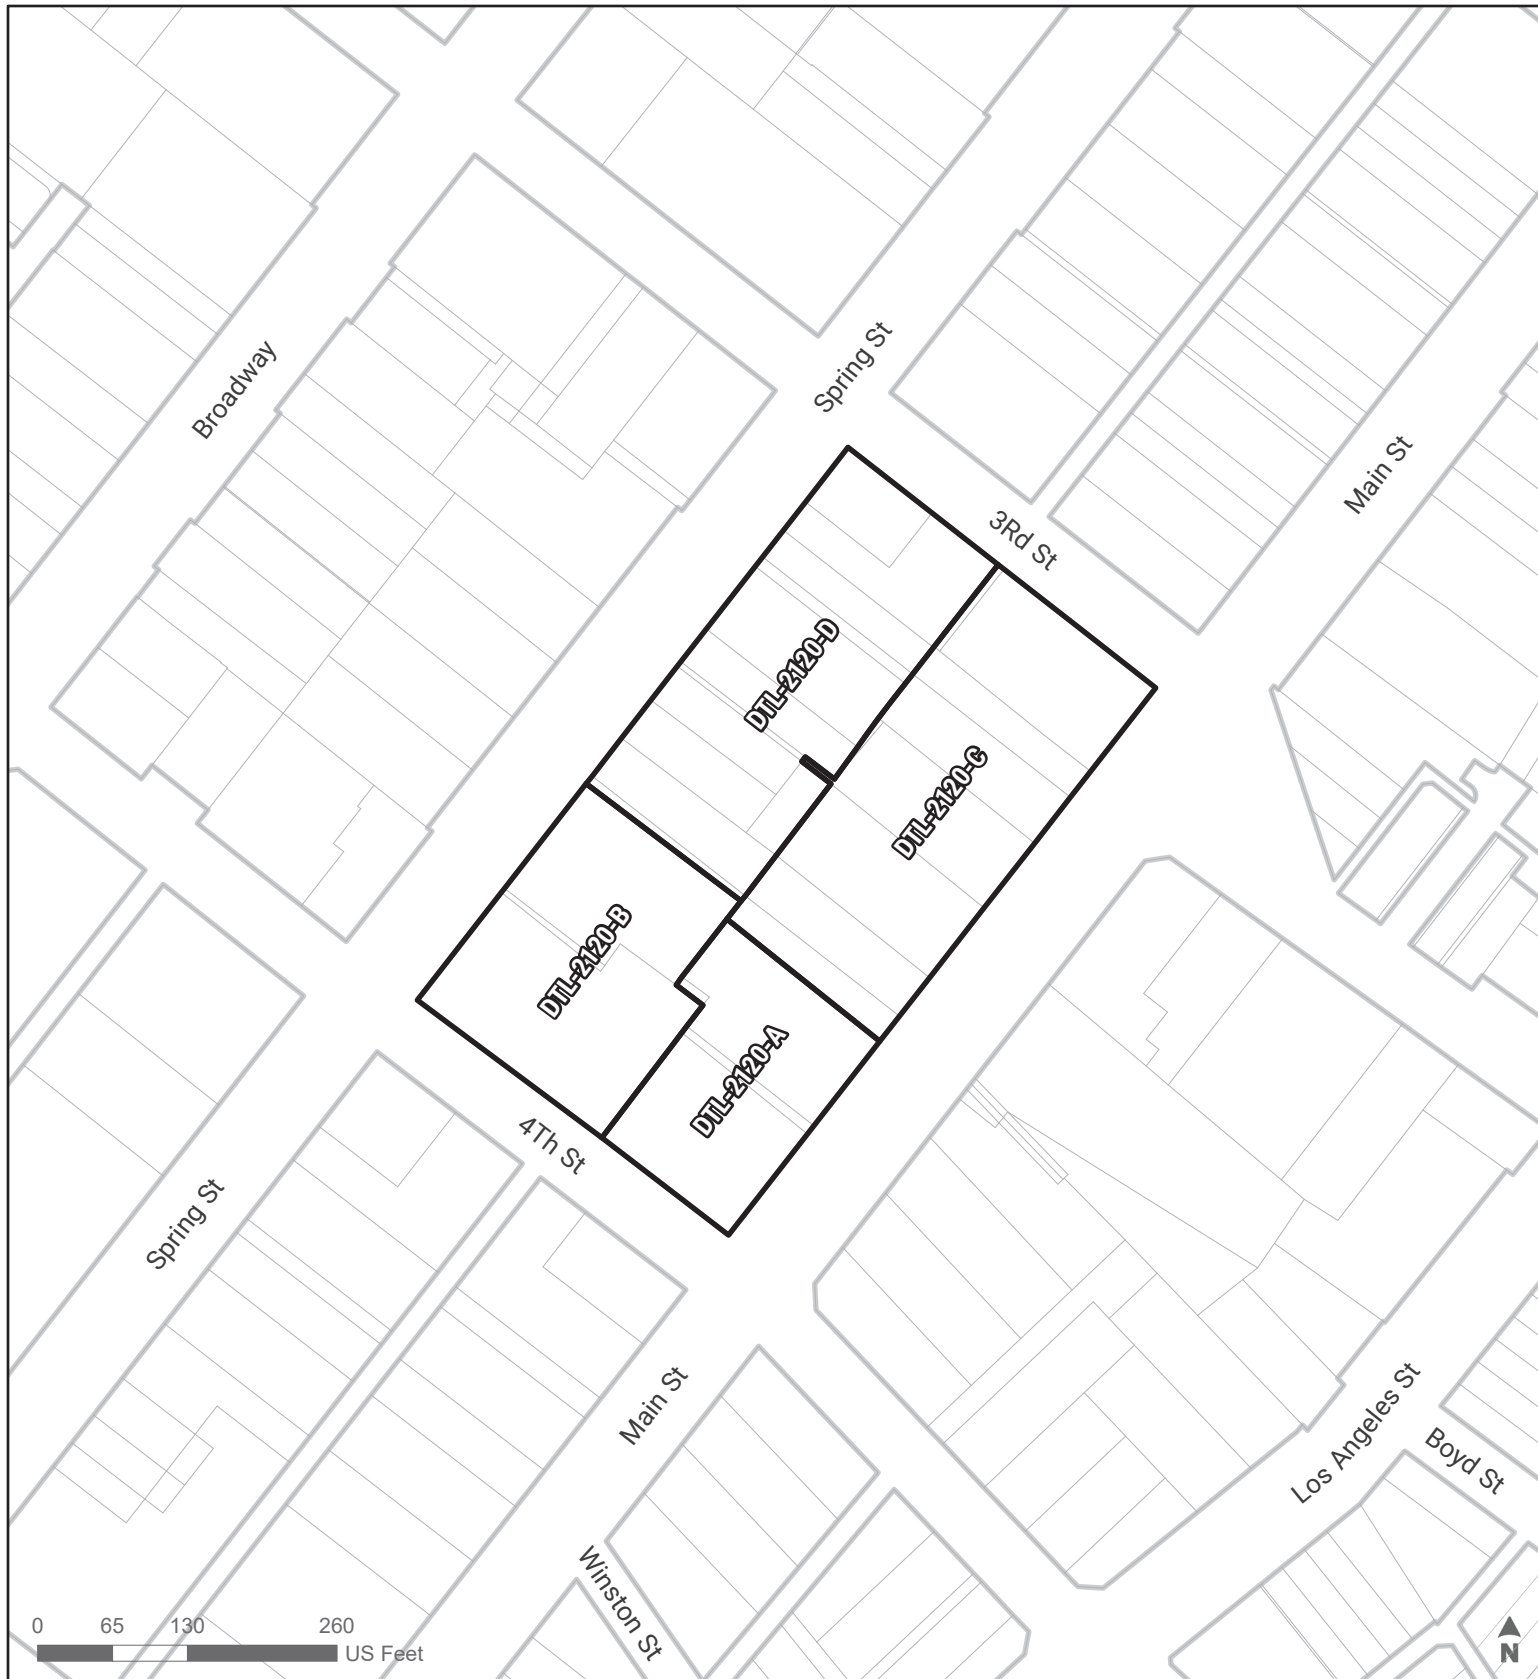 Spring St
Broadway
Main St
3Rd St
DTL-2120-D
DTL-2120-C
DTL-2120-B
DTL-2120-A
4Th St
Spring St
Main St
Los Angeles St
Boyd St
Winston St
0 65 130 260
US Feet
N